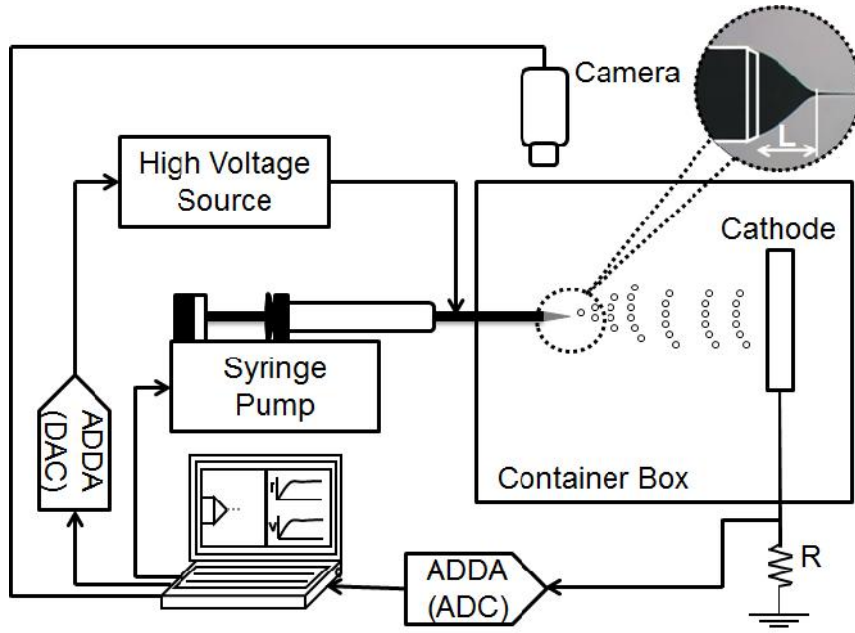 Camera
L
High Voltage
Source
Cathode
Syringe
Pump
ADDA
(DAC)
Container Box
r
v
ADDA
(ADC)
R